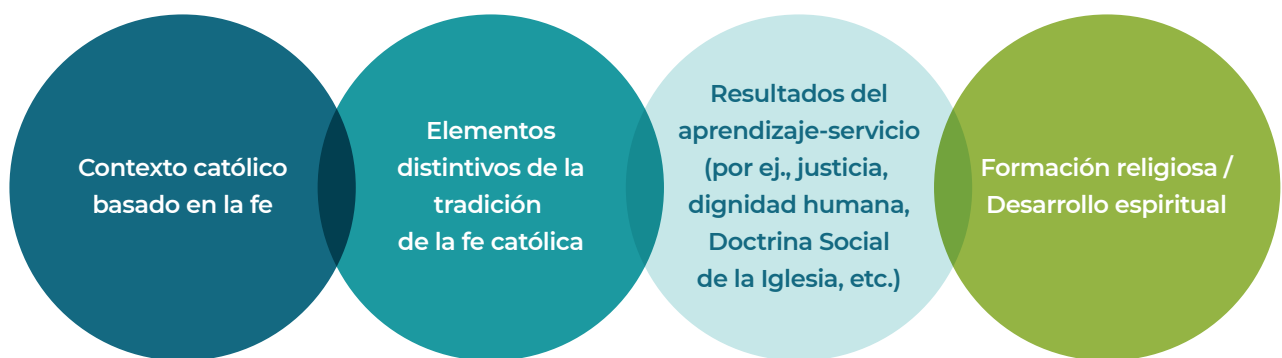 Contexto católico
basado en la fe
Elementos
distintivos de la
tradición
de la fe católica
Resultados del
aprendizaje-servicio
(por ej., justicia,
dignidad humana,
Doctrina Social
de la Iglesia, etc.)
Formación religiosa /
Desarrollo espiritual